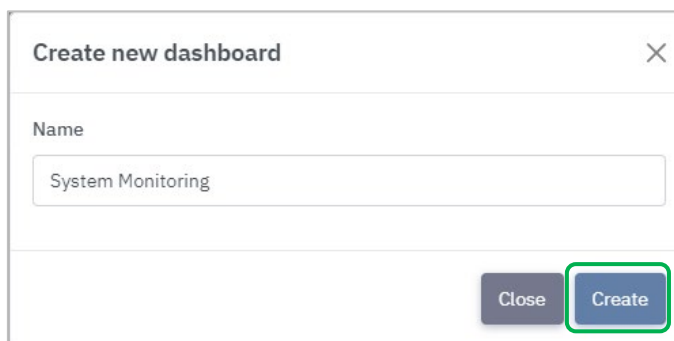 Create new dashboard
Name
System Monitoring
Close Create